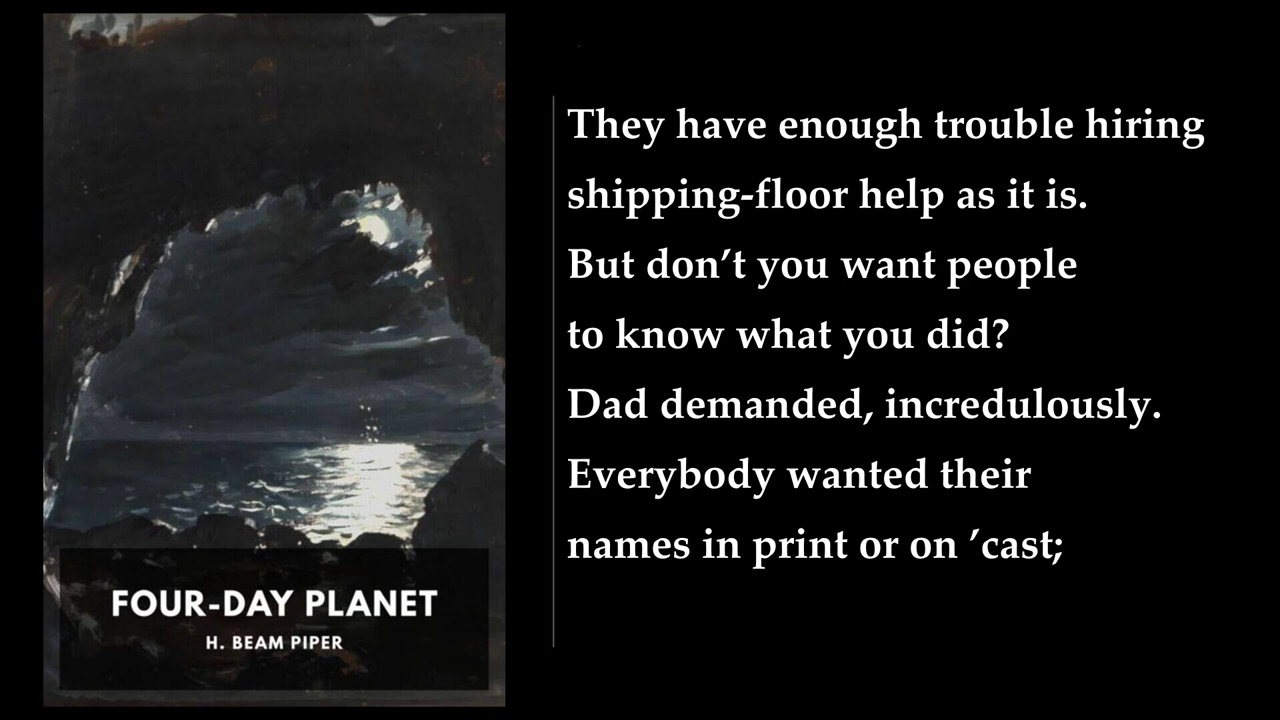 They have enough trouble hiring
shipping-floor help as it is.
But don’t you want people
to know what you did?
Dad demanded, incredulously.
Everybody wanted their
names in print or on ’cast;
FOUR-DAY PLANET
H. BEAM PIPER